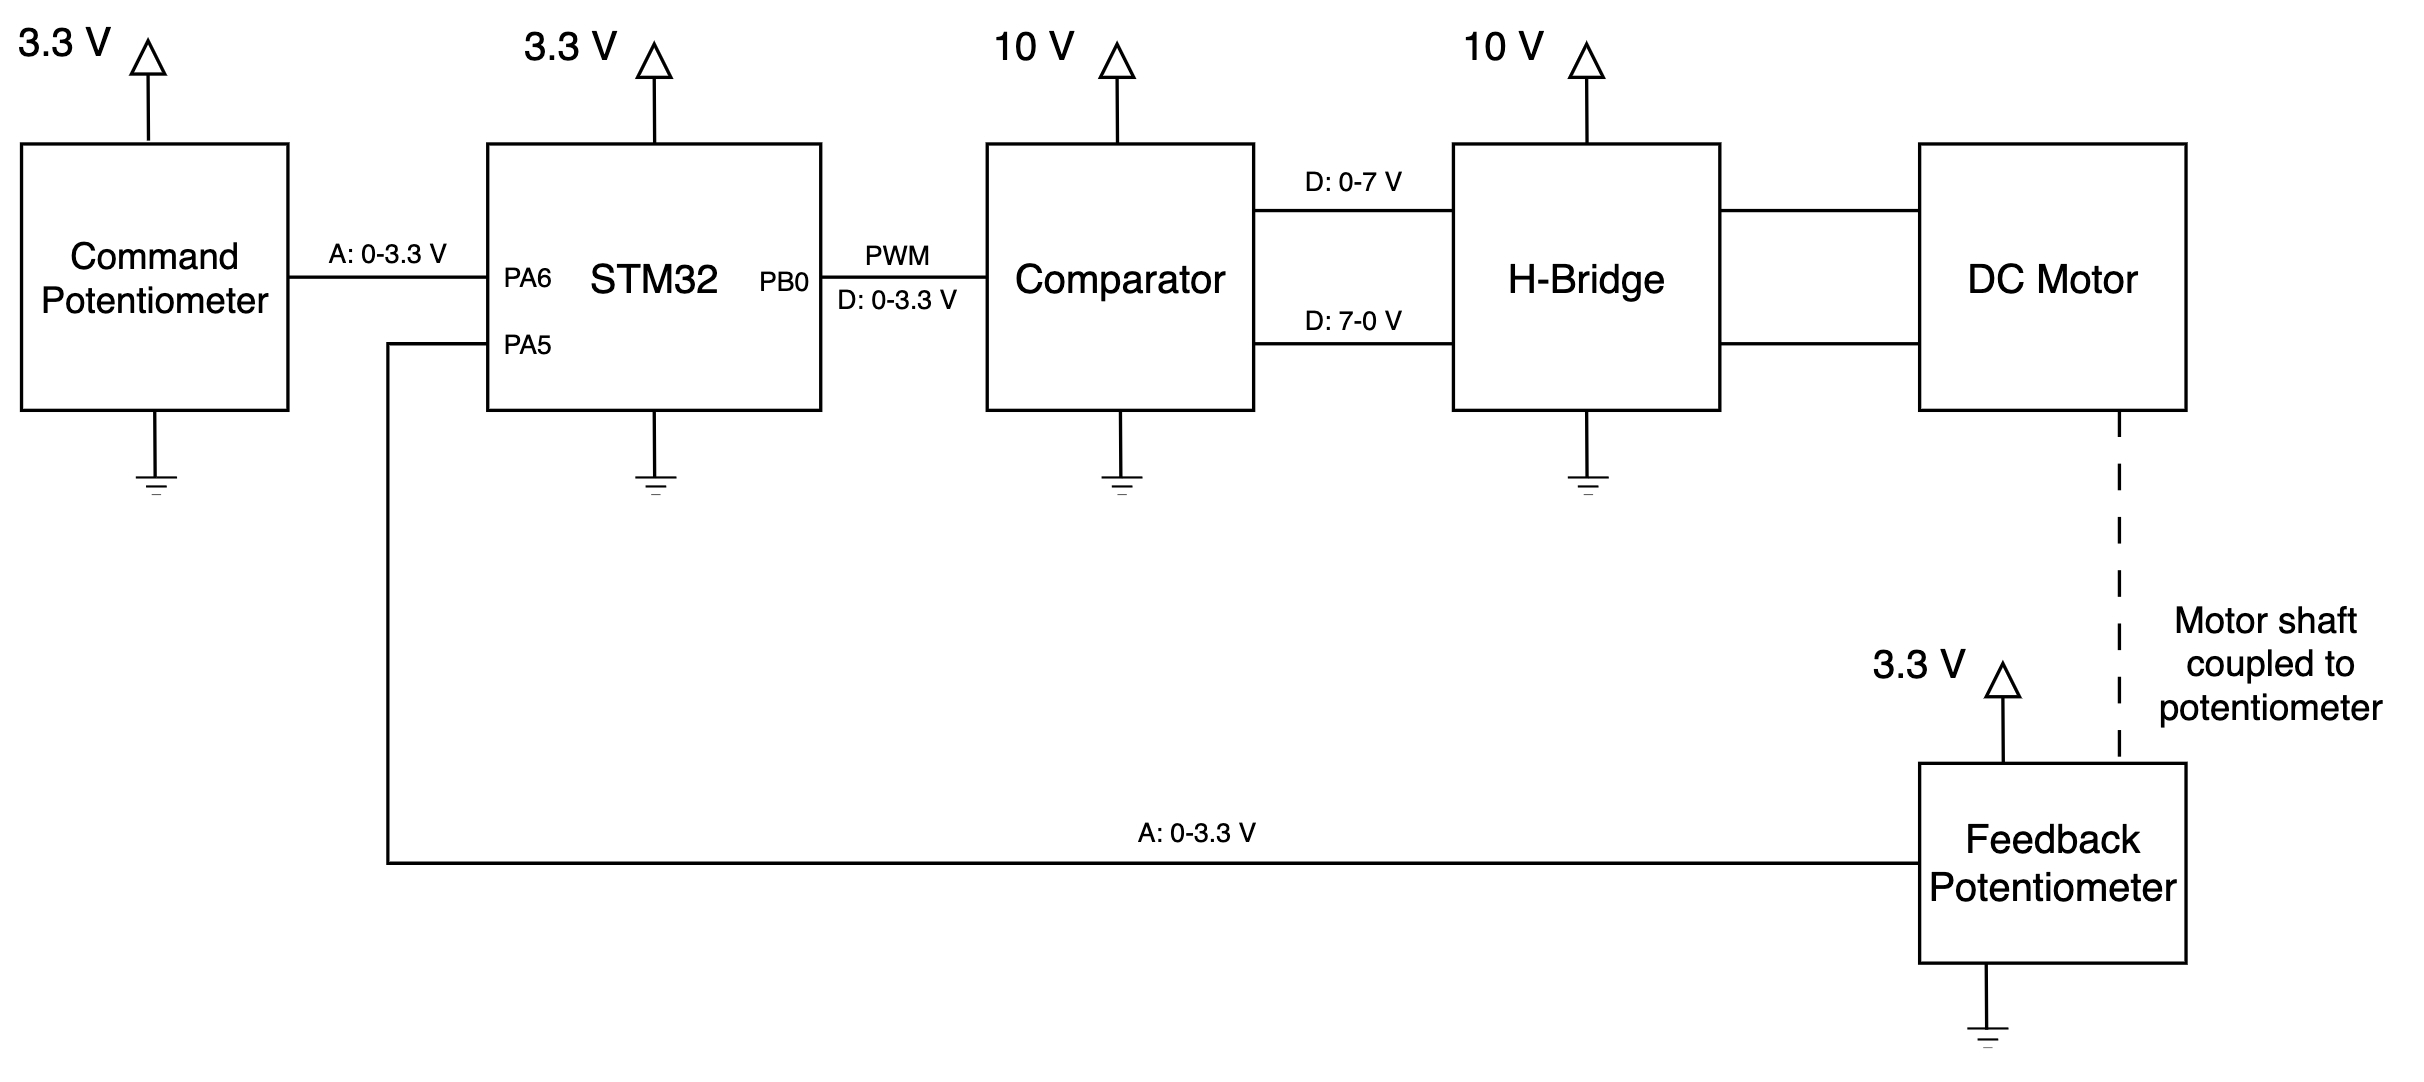 3.3 V
3.3 V
10 V
10 V
Command
Potentiometer
A: 0-3.3 V
PA6
STM32
PB0
PA5
PWM
D: 0-3.3 V
Comparator
D: 0-7 V
D: 7-0 V
H-Bridge
DC Motor
Motor shaft
coupled to
potentiometer
3.3 V
A: 0-3.3 V
Feedback
Potentiometer